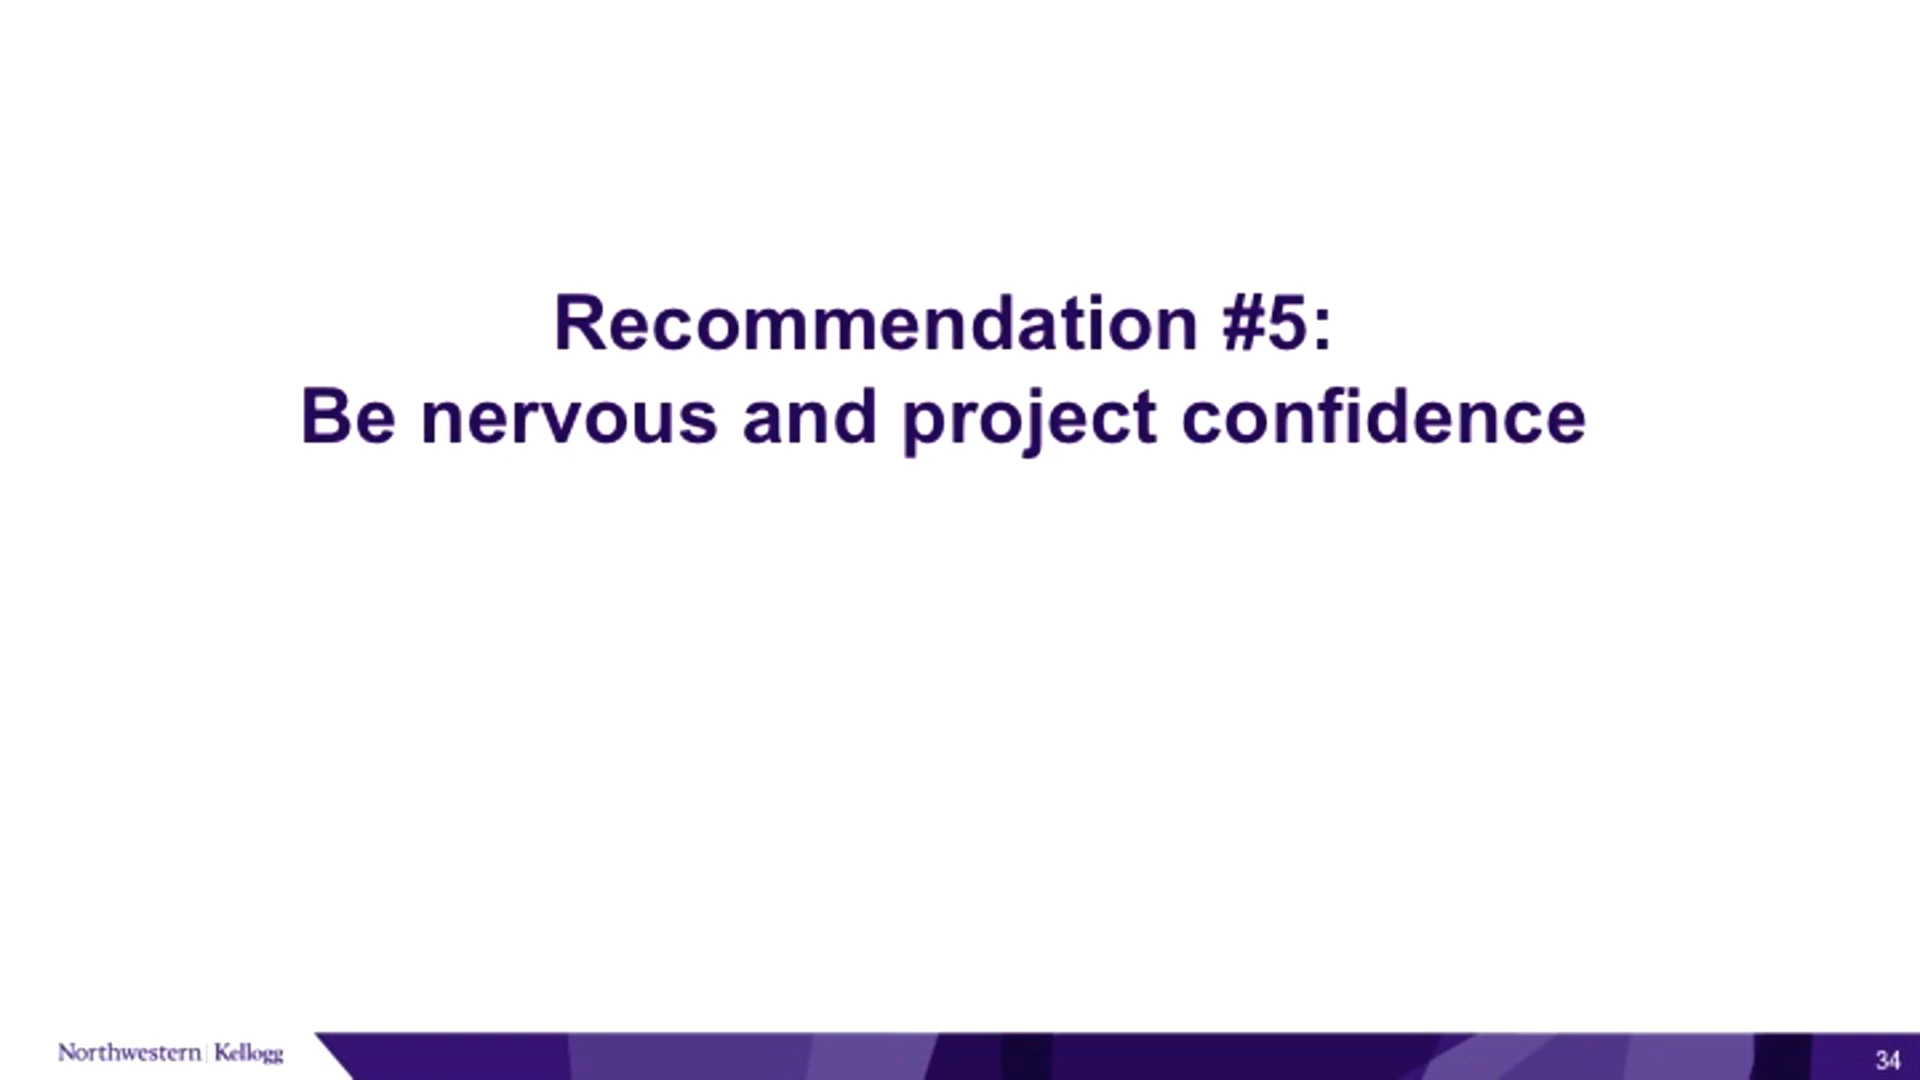 Recommendation #5:
Be nervous and project confidence
Northwestern | Kellogg
34